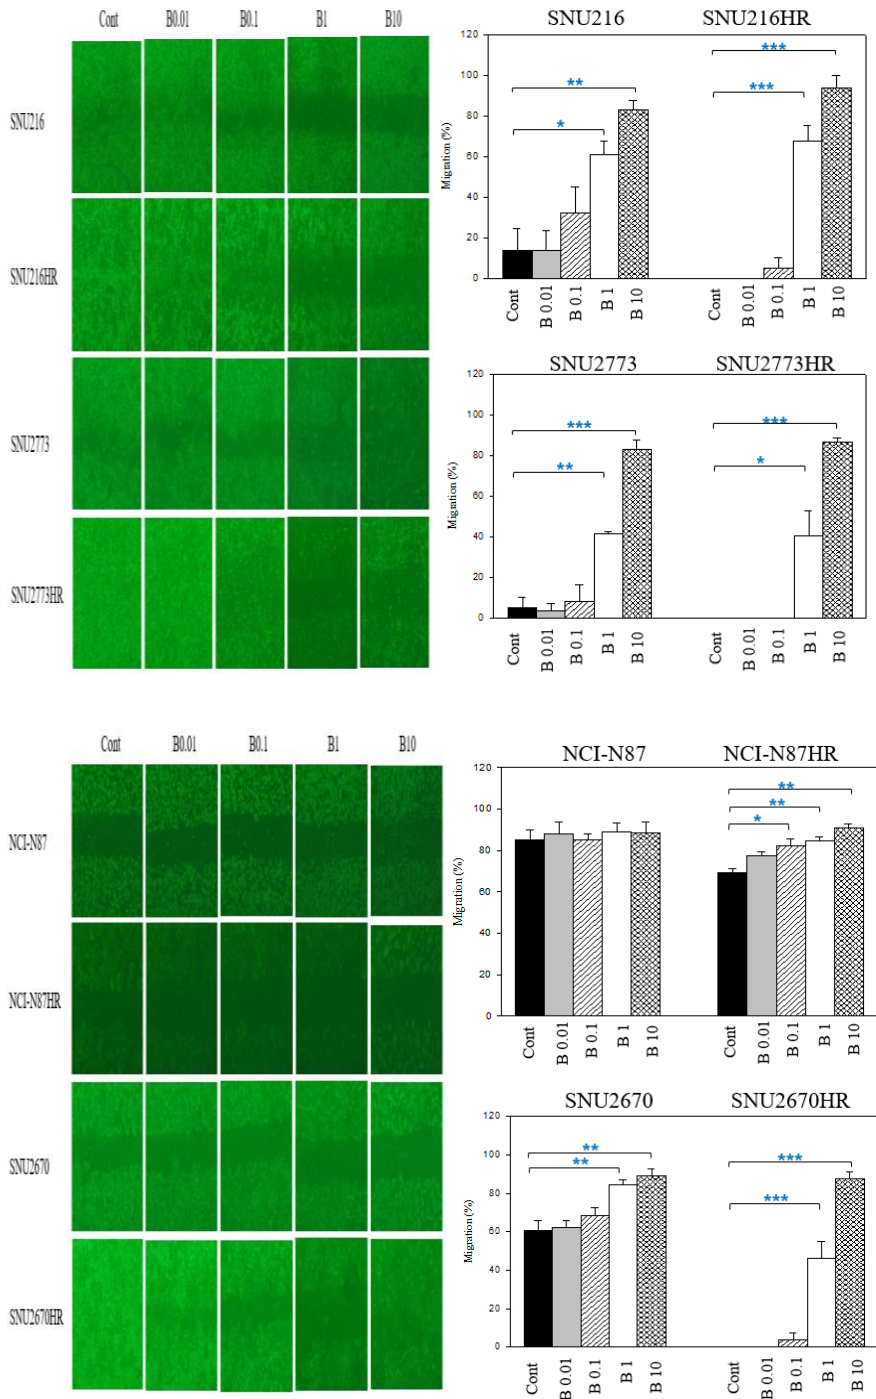 Cont B0.01 B0.1 B1 B10
SNU216
SNU216HR
SNU2773
SNU2773HR
SNU216 SNU216HR
120
100
80
60
40
20
0
Migration (%)
* ** *** ***
Cont B 0.01 B 0.1 B 1 B 10 Cont B 0.01 B 0.1 B 1 B 10
SNU2773 SNU2773HR
120
100
80
60
40
20
0
Migration (%)
** *** * ***
Cont B 0.01 B 0.1 B 1 B 10 Cont B 0.01 B 0.1 B 1 B 10
Cont B0.01 B0.1 B1 B10
NCI-N87
NCI-N87HR
SNU2670
SNU2670HR
NCI-N87 NCI-N87HR
120
100
80
60
40
20
0
Migration (%)
* ** **
Cont B 0.01 B 0.1 B 1 B 10 Cont B 0.01 B 0.1 B 1 B 10
SNU2670 SNU2670HR
120
100
80
60
40
20
0
Migration (%)
** ** *** ***
Cont B 0.01 B 0.1 B 1 B 10 Cont B 0.01 B 0.1 B 1 B 10